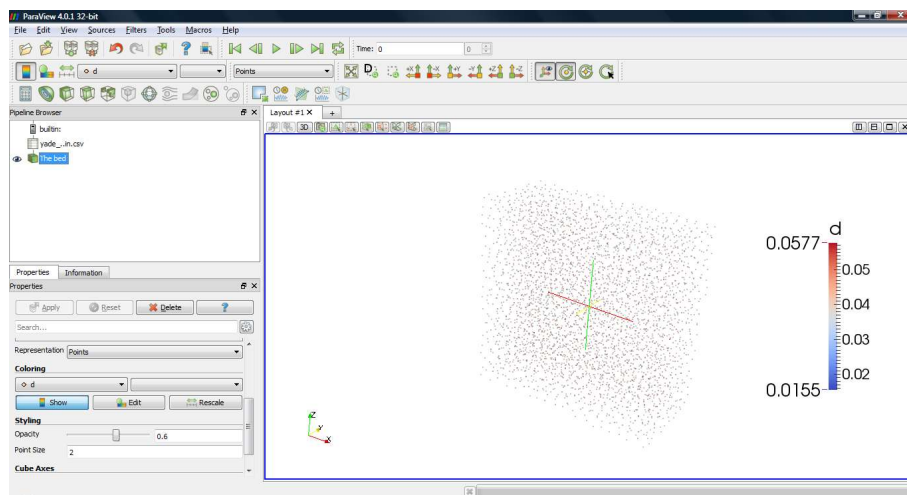 ParaView 4.0.1 32-bit
File Edit View Sources Filters Tools Macros Help
Time: 0 0
d Points
Pipeline Browser
Layout #1
builtin:
yade_..in.csv
The bed
3D
Properties Information
Properties
Apply Reset Delete ?
Search...
Representation Points
Coloring
d
Show Edit Rescale
Styling
Opacity 0.6
Point Size 2
Cube Axes
d
0.0577
0.05
0.04
0.03
0.02
0.0155
Z
Y
X